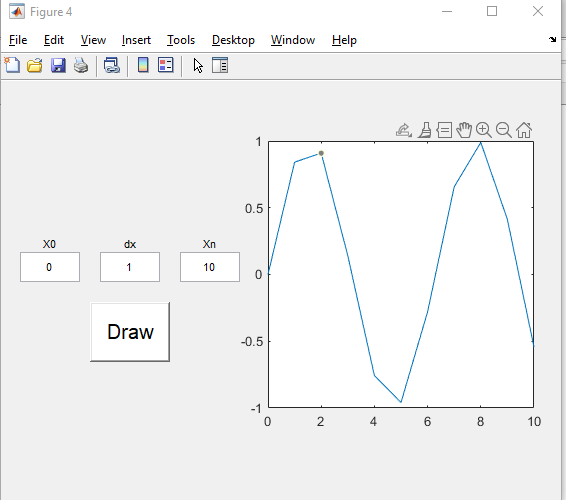 Figure 4
File Edit View Insert Tools Desktop Window Help
X0 dx Xn
0 1 10
Draw
1
0.5
0
-0.5
-1
0 2 4 6 8 10